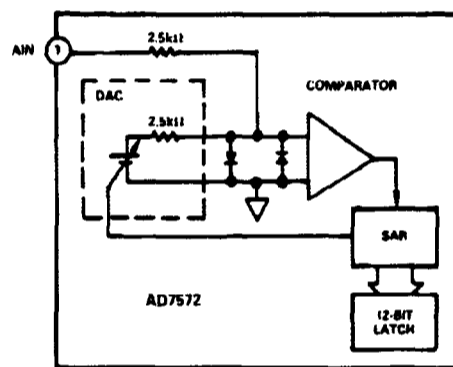 AIN
1
2.5kΩ
DAC
2.5kΩ
COMPARATOR
SAR
12-BIT
LATCH
AD7572